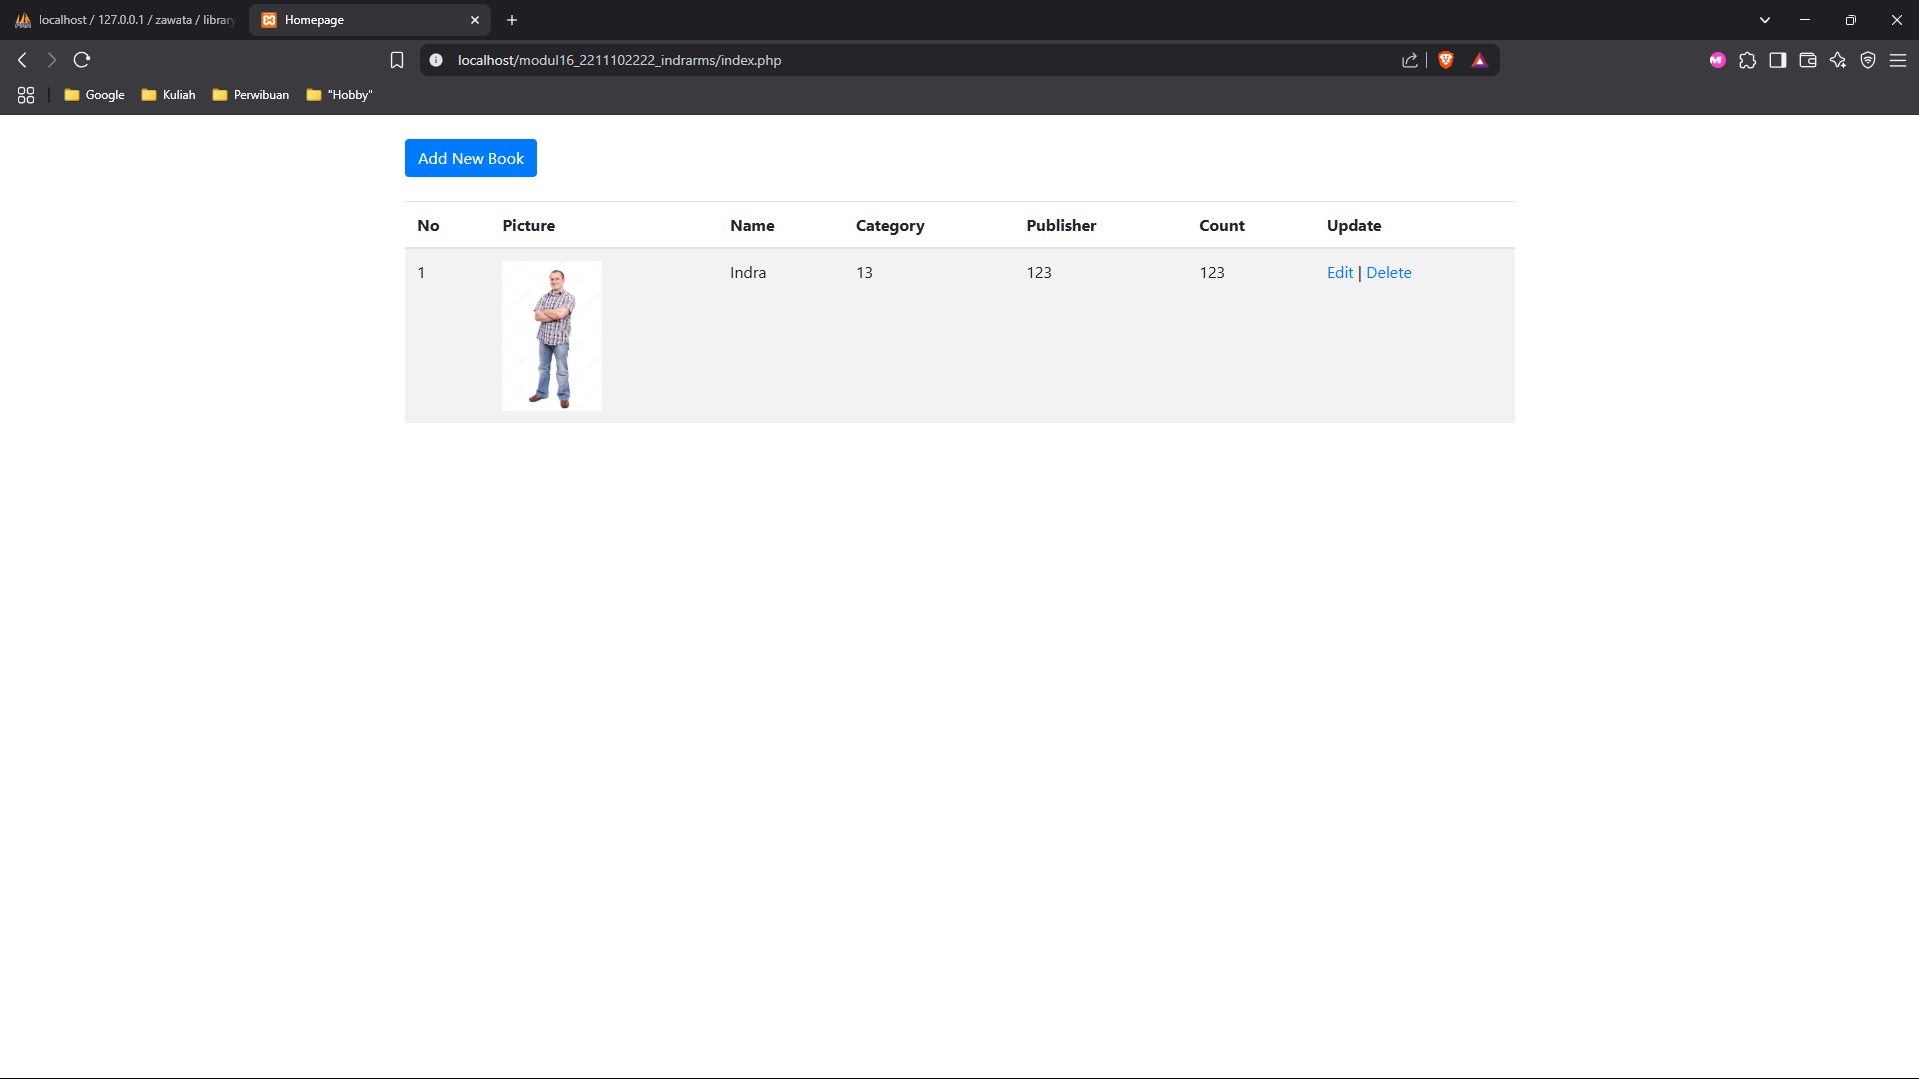 localhost / 127.0.0.1 / zawata / library
Homepage
localhost/modul16_2211102222_indrarms/index.php
Google
Kuliah
Perwibuan
"Hobby"
Add New Book
No Picture Name Category Publisher Count Update
1 Indra 13 123 123 Edit | Delete